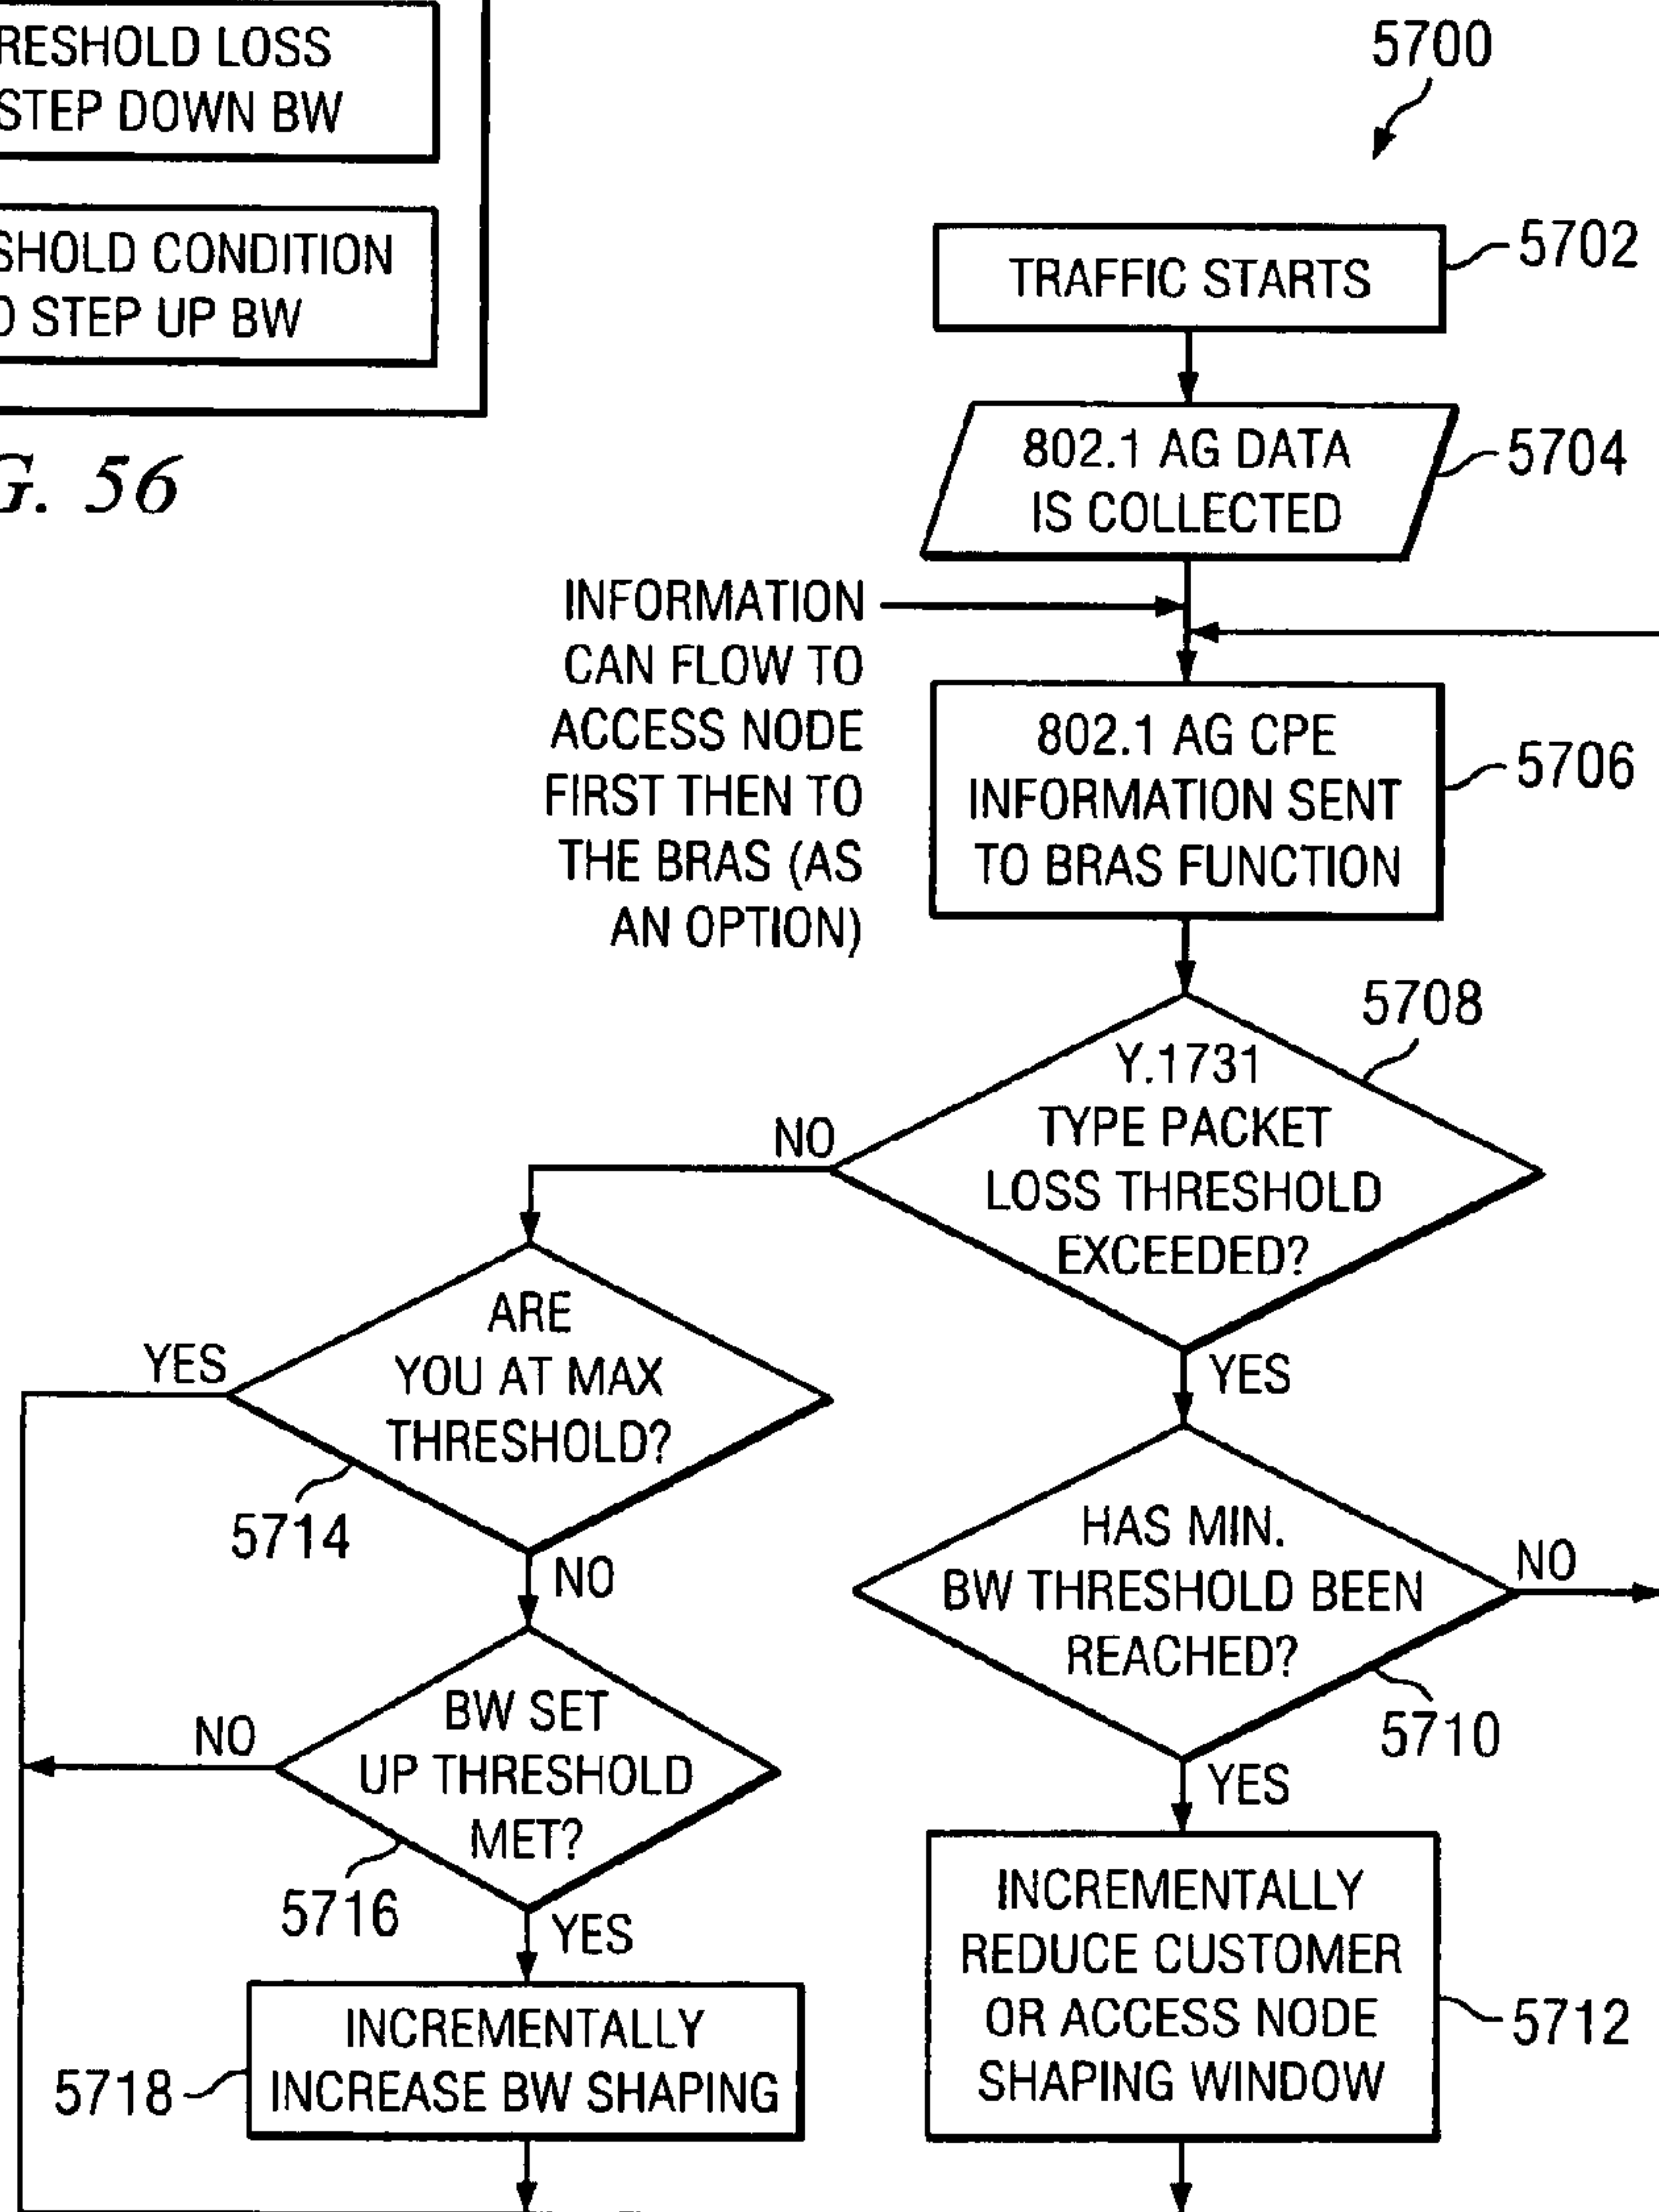 RESHOLD LOSS
STEP DOWN BW
SHOLD CONDITION
STEP UP BW
G. 56
5700
TRAFFIC STARTS
5702
802.1 AG DATA
IS COLLECTED
5704
INFORMATION
CAN FLOW TO
ACCESS NODE
FIRST THEN TO
THE BRAS (AS
AN OPTION)
802.1 AG CPE
INFORMATION SENT
TO BRAS FUNCTION
5706
5708
Y.1731
TYPE PACKET
LOSS THRESHOLD
EXCEEDED?
NO
YES
ARE
YOU AT MAX
THRESHOLD?
YES
5714
NO
HAS MIN.
BW THRESHOLD BEEN
REACHED?
NO
5710
YES
BW SET
UP THRESHOLD
MET?
NO
5716
YES
INCREMENTALLY
REDUCE CUSTOMER
OR ACCESS NODE
SHAPING WINDOW
5712
INCREMENTALLY
INCREASE BW SHAPING
5718